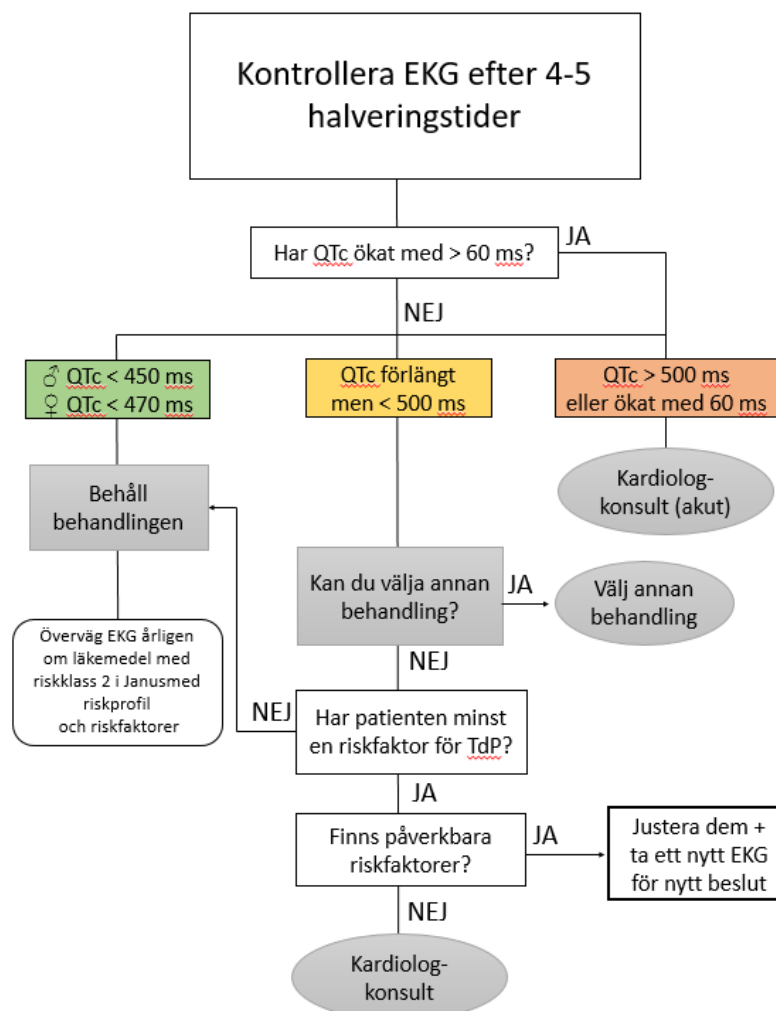 Kontrollera EKG efter 4-5
halveringstider
Har QTc ökat med > 60 ms?
JA
NEJ
♂ QTc < 450 ms
♀ QTc < 470 ms
QTc förlängt
men < 500 ms
QTc > 500 ms
eller ökat med 60 ms
Behåll
behandlingen
Kardiolog-
konsult (akut)
Kan du välja annan
behandling?
JA
Välj annan
behandling
Överväg EKG årligen
om läkemedel med
riskklass 2 i Janusmed
riskprofil
och riskfaktorer
NEJ
NEJ
Har patienten minst
en riskfaktor för TdP?
JA
Finns påverkbara
riskfaktorer?
JA
Justera dem +
ta ett nytt EKG
för nytt beslut
NEJ
Kardiolog-
konsult